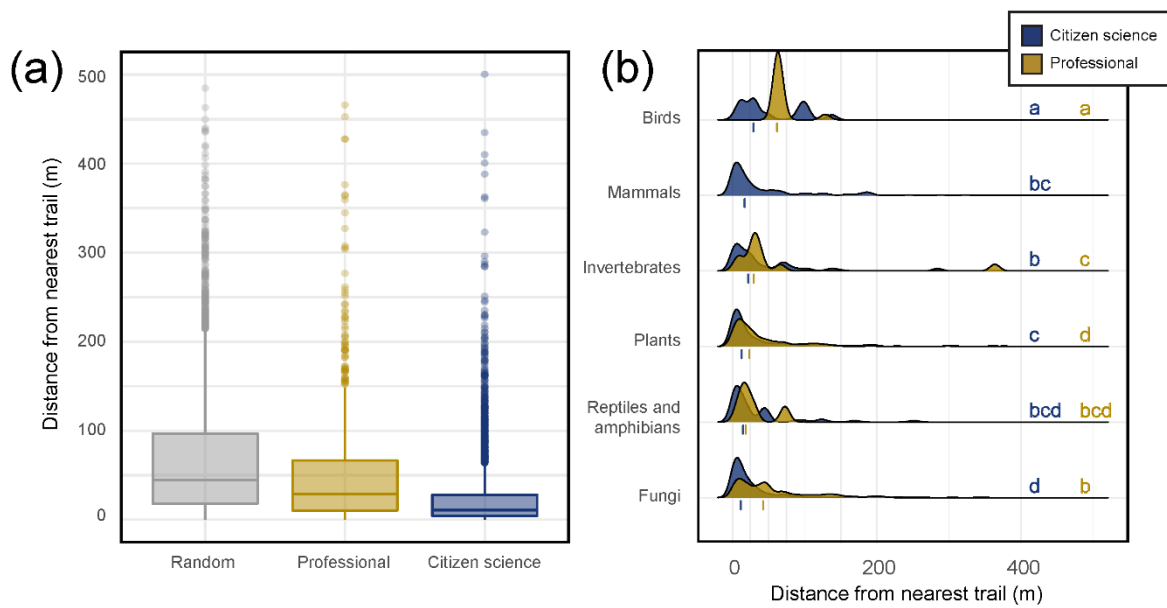 (a)
Distance from nearest trail (m)
500
400
300
200
100
0
Random
Professional
Citizen science
(b)
Citizen science
Professional
Birds
a
a
Mammals
bc
Invertebrates
b
c
Plants
c
d
Reptiles and
amphibians
bcd
bcd
Fungi
d
b
0
200
400
Distance from nearest trail (m)